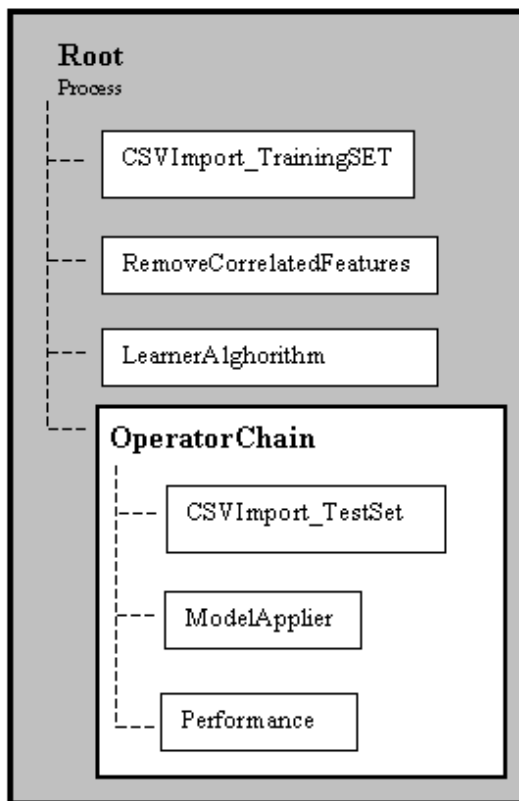 Root
Process
CSVImport_TrainingSET
RemoveCorrelatedFeatures
LearnerAlghorithm
OperatorChain
CSVImport_TestSet
ModelApplier
Performance